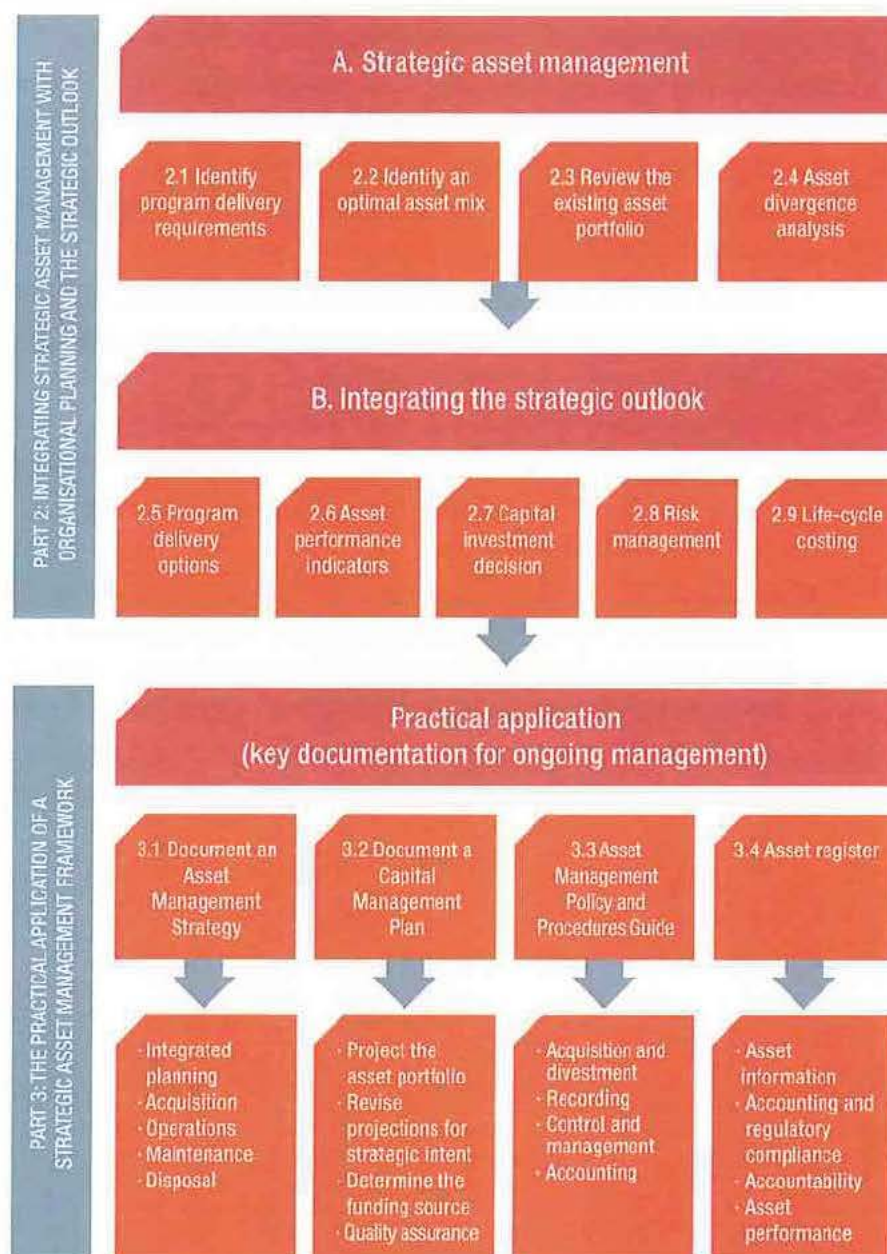 PART 2: INTEGRATING STRATEGIC ASSET MANAGEMENT WITH
ORGANISATIONAL PLANNING AND THE STRATEGIC OUTLOOK
A. Strategic asset management
2.1 Identify
program delivery
requirements
2.2 Identify an
optimal asset mix
2.3 Review the
existing asset
portfolio
2.4 Asset
divergence
analysis
B. Integrating the strategic outlook
2.5 Program
delivery
options
2.6 Asset
performance
indicators
2.7 Capital
investment
decision
2.8 Risk
management
2.9 Life-cycle
costing
PART 3: THE PRACTICAL APPLICATION OF A
STRATEGIC ASSET MANAGEMENT FRAMEWORK
Practical application
(key documentation for ongoing management)
3.1 Document an
Asset
Management
Strategy
3.2 Document a
Capital
Management
Plan
3.3 Asset
Management
Policy and
Procedures Guide
3.4 Asset register
· Integrated
planning
· Acquisition
· Operations
· Maintenance
· Disposal
· Project the
asset portfolio
· Revise
projections for
strategic intent
· Determine the
funding source
· Quality assurance
· Acquisition and
divestment
· Recording
· Control and
management
· Accounting
· Asset
information
· Accounting and
regulatory
compliance
· Accountability
· Asset
performance